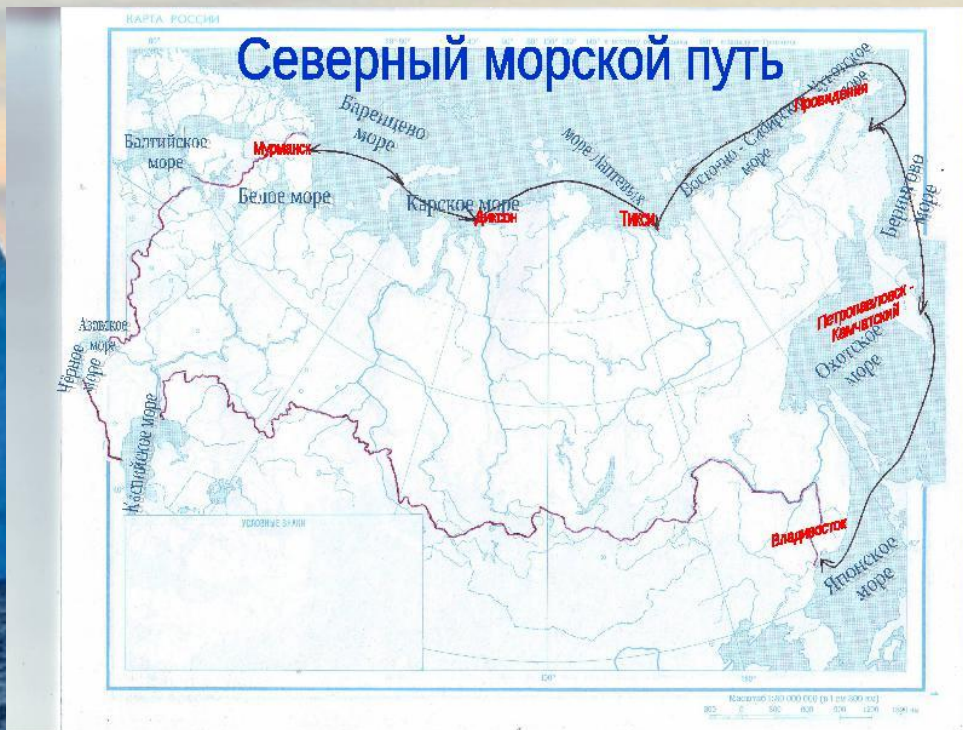 КАРТА РОССИИ
Северный морской путь
Баренцево
море
Балтийское
море
Мурманск
Белое море
Карское море
Диксон
море Лаптевых
Тикси
Восточно - Сибирское
море
Чукотское
море
Провидения
Берингово
море
Петропавловск -
Камчатский
Охотское
море
Азовское
море
Чёрное
море
Каспийское море
УСЛОВНЫЕ ЗНАКИ
Владивосток
Японское
море